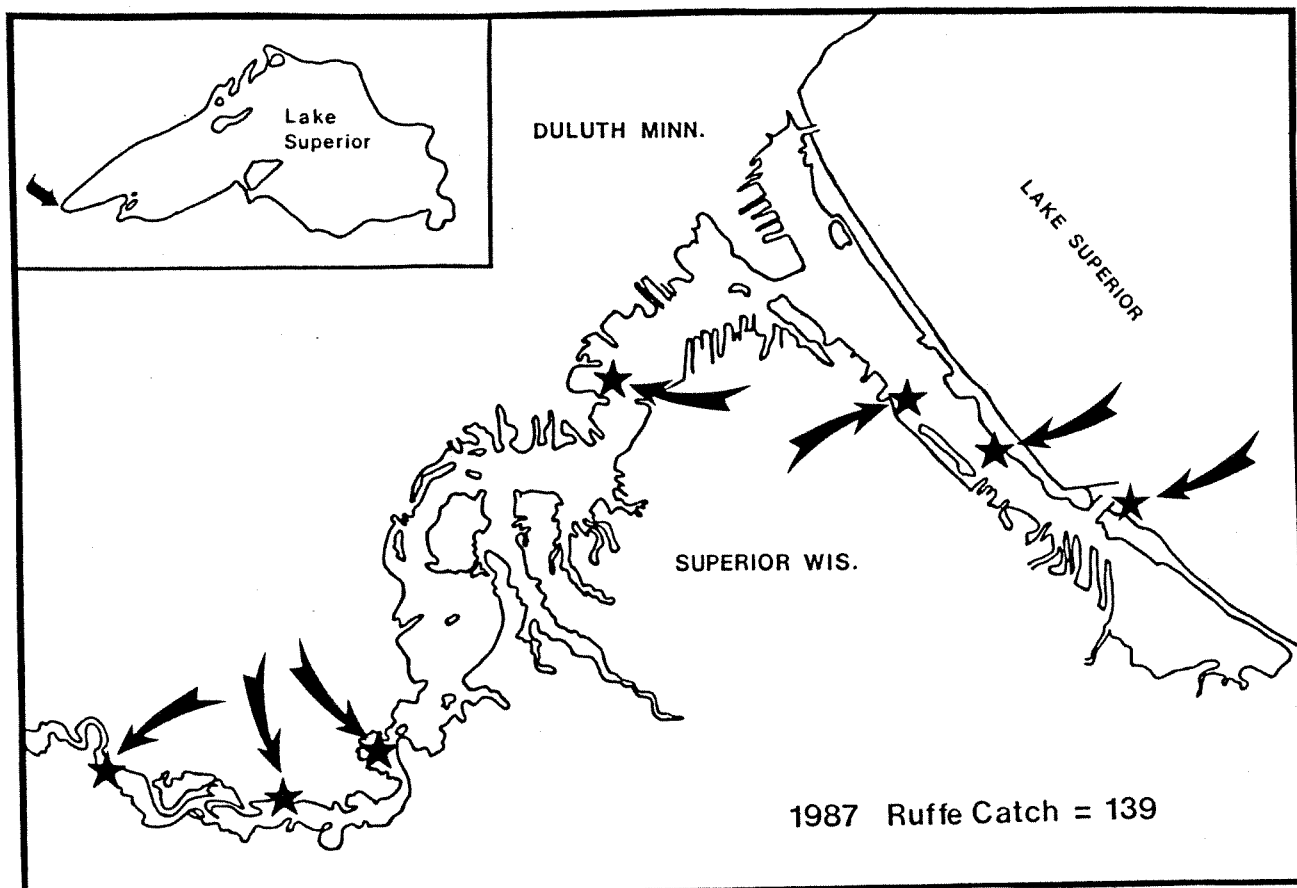 Lake
Superior
DULUTH MINN.
LAKE SUPERIOR
SUPERIOR WIS.
1987 Ruffe Catch = 139